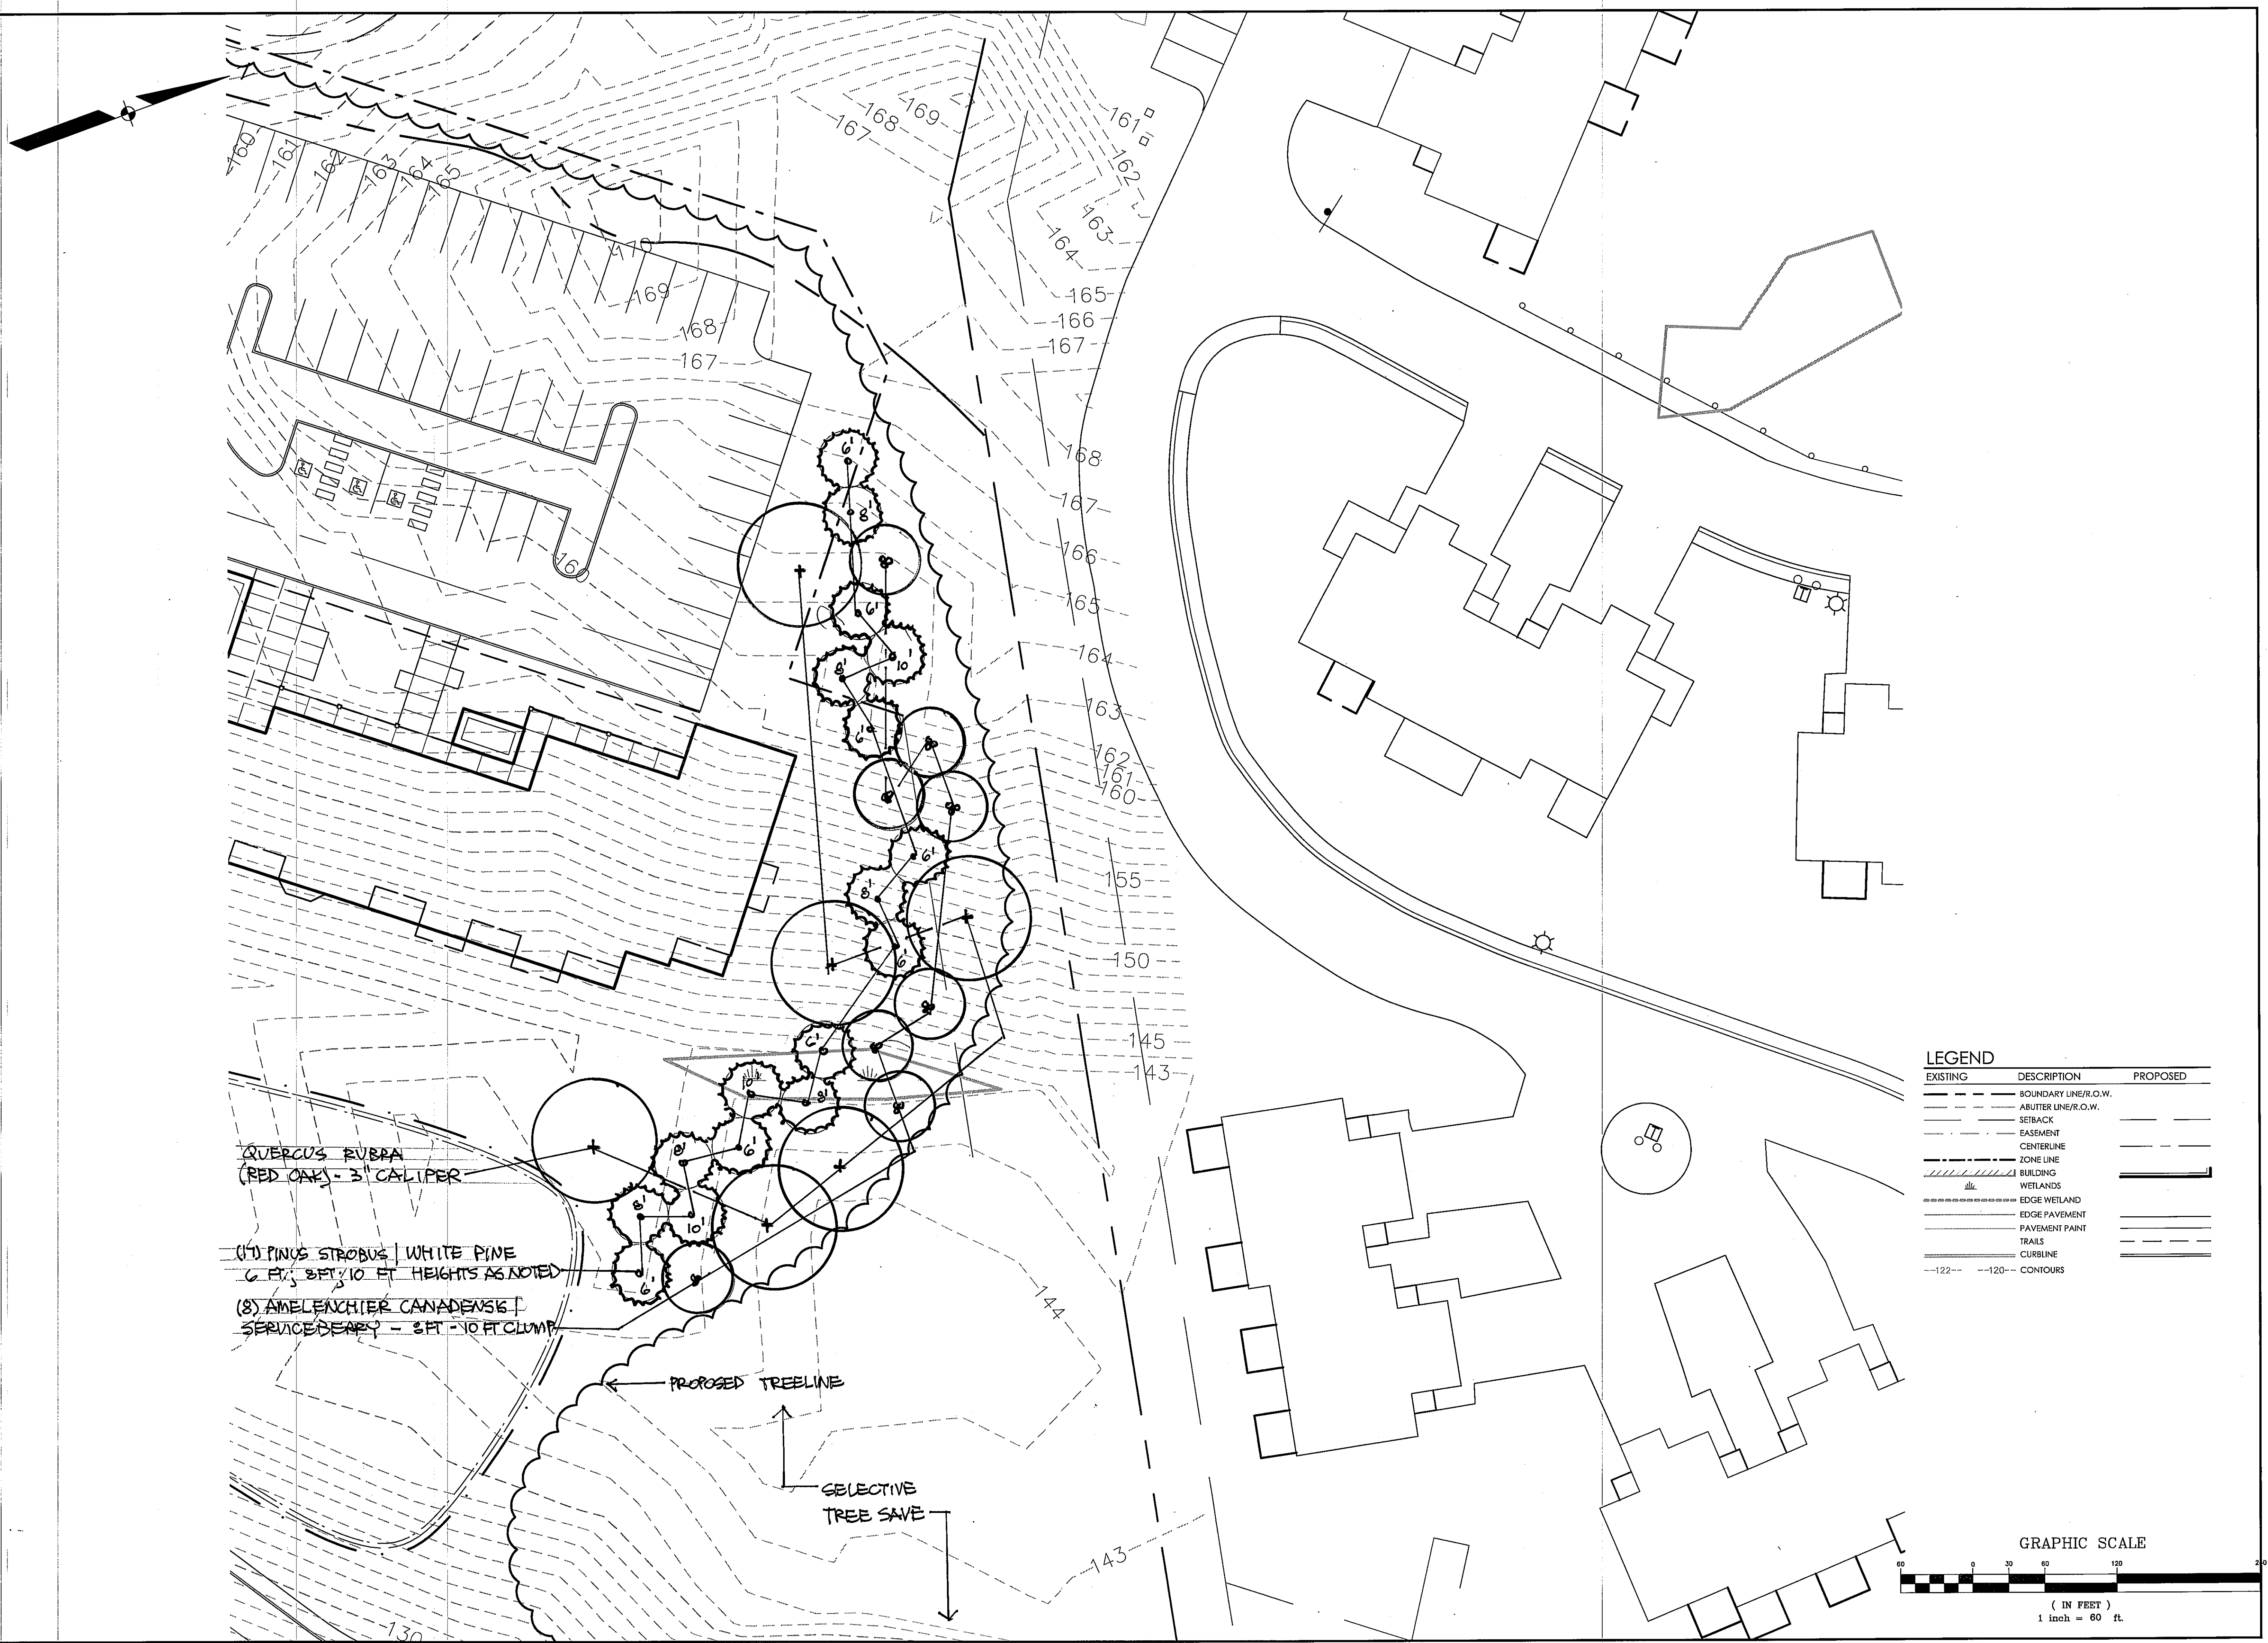 160
161
162
163
164
165
170
169
168
167
167
168
169
161
162
163
164
165
166
167
168
167
166
165
164
163
162
161
160
155
150
145
143
144
143
130
160
6'
8'
6'
10'
8'
6'
6'
8'
6'
6'
10'
8'
6'
8'
8'
10'
6'
QUERCUS RUBRA
(RED OAK) - 3" CALIPER
(17) PINUS STROBUS | WHITE PINE
6 FT; 8FT; 10 FT HEIGHTS AS NOTED
(8) AMELENCHIER CANADENSIS |
SERVICEBEARY - 8FT - 10 FT CLUMP
PROPOSED TREELINE
SELECTIVE
TREE SAVE
LEGEND
EXISTING DESCRIPTION PROPOSED
BOUNDARY LINE/R.O.W.
ABUTTER LINE/R.O.W.
SETBACK
EASEMENT
CENTERLINE
ZONE LINE
BUILDING
WETLANDS
EDGE WETLAND
EDGE PAVEMENT
PAVEMENT PAINT
TRAILS
CURBLINE
--122-- --120-- CONTOURS
GRAPHIC SCALE
60 0 30 60 120 240
( IN FEET )
1 inch = 60 ft.